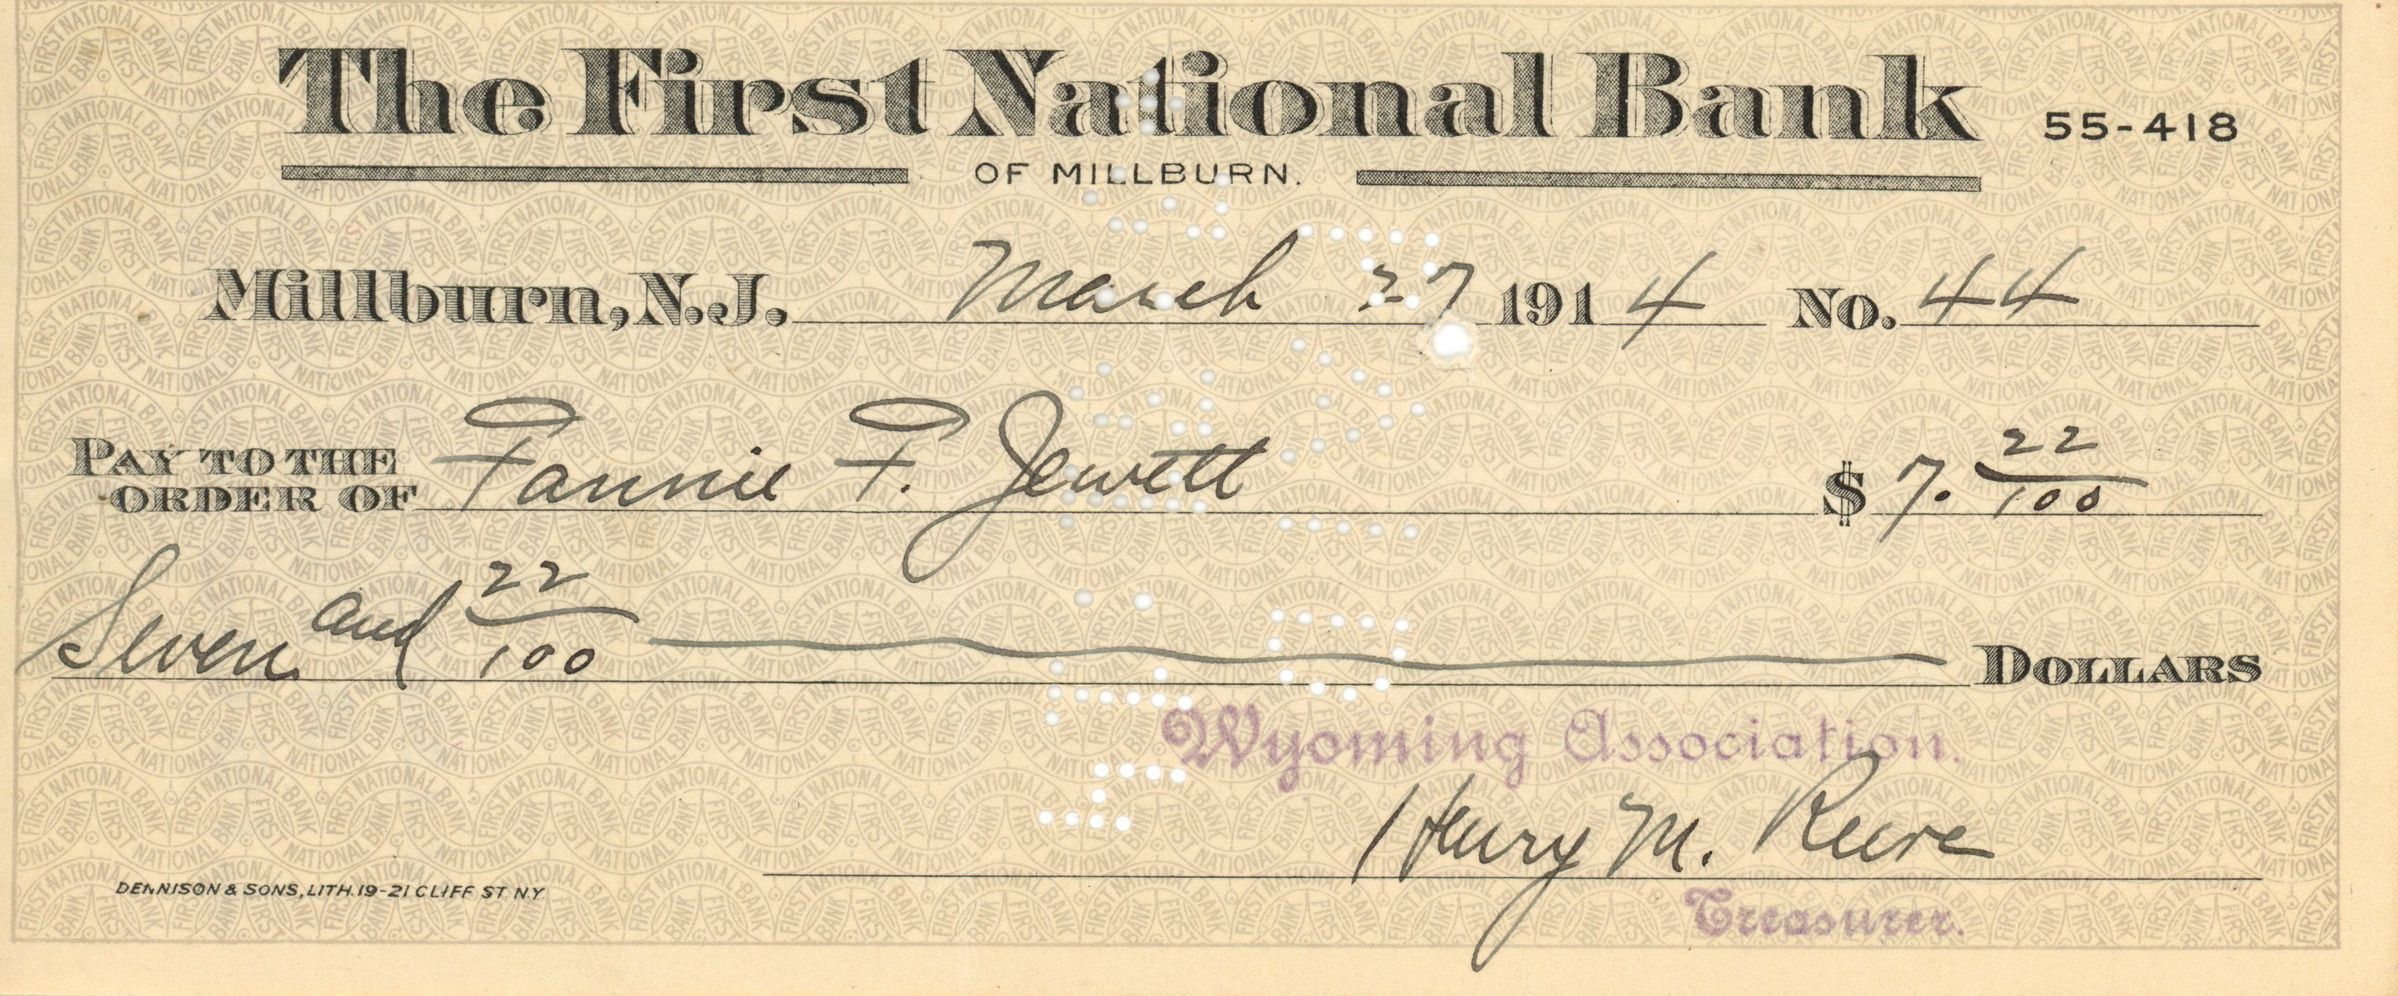 The First National Bank 55-418
OF MILLBURN.
Millburn, N.J. March 27 1914 No. 44
PAY TO THE ORDER OF Fannie F. Jewett $ 7. 22/100
Seven and 22/100 DOLLARS
Wyoming Association.
Henry M. Reeve
Treasurer.
DENNISON & SONS, LITH. 19-21 CLIFF ST. N.Y.